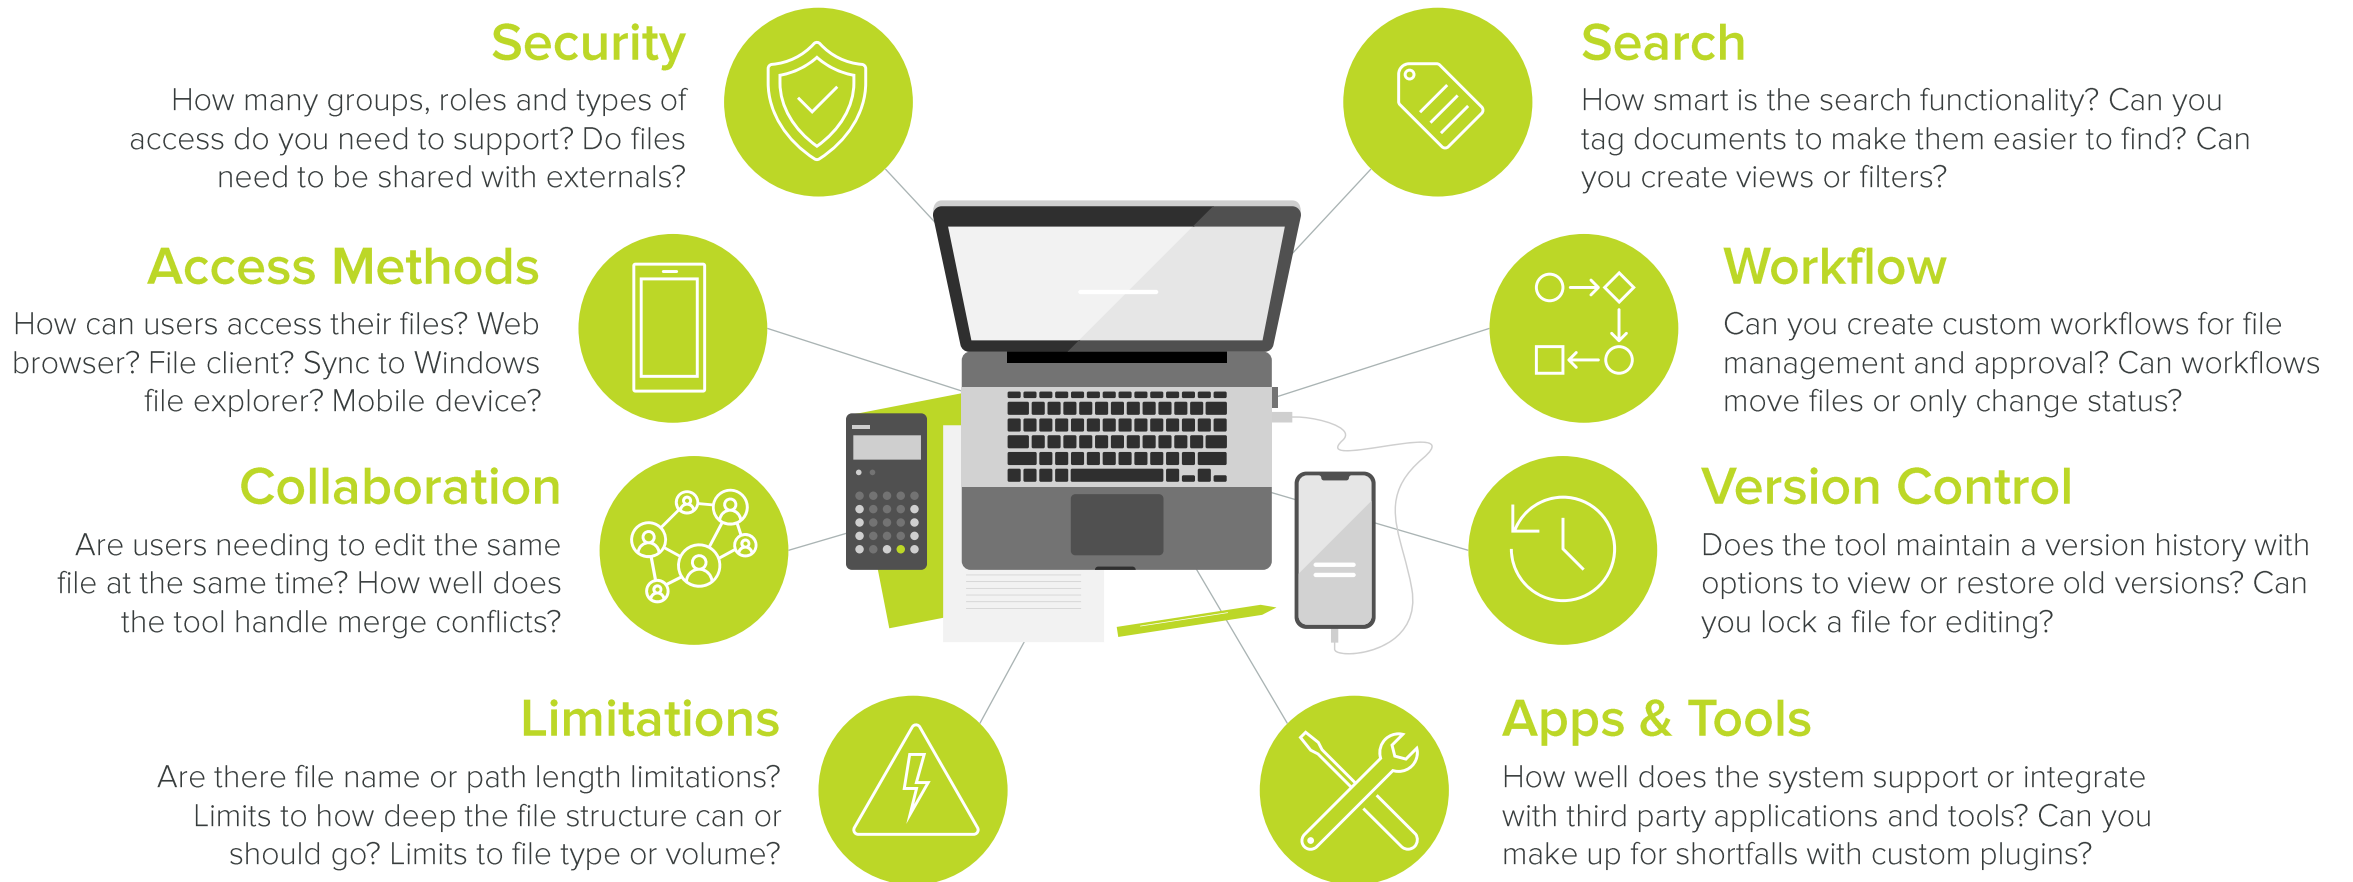 Security
How many groups, roles and types of
access do you need to support? Do files
need to be shared with externals?
Access Methods
How can users access their files? Web
browser? File client? Sync to Windows
file explorer? Mobile device?
Collaboration
Are users needing to edit the same
file at the same time? How well does
the tool handle merge conflicts?
Limitations
Are there file name or path length limitations?
Limits to how deep the file structure can or
should go? Limits to file type or volume?
Search
How smart is the search functionality? Can you
tag documents to make them easier to find? Can
you create views or filters?
Workflow
Can you create custom workflows for file
management and approval? Can workflows
move files or only change status?
Version Control
Does the tool maintain a version history with
options to view or restore old versions? Can
you lock a file for editing?
Apps & Tools
How well does the system support or integrate
with third party applications and tools? Can you
make up for shortfalls with custom plugins?